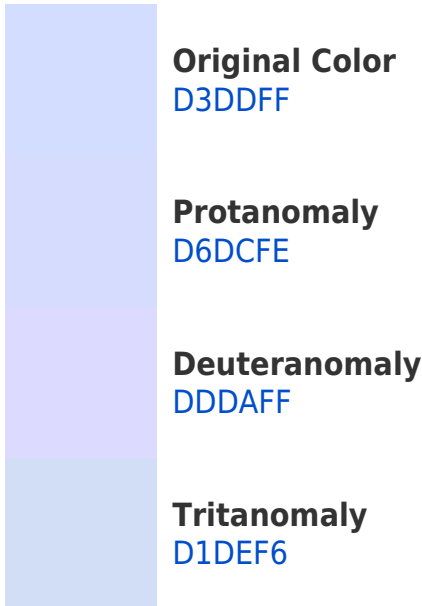 Original Color
D3DDFF
Protanomaly
D6DCFE
Deuteranomaly
DDDAFF
Tritanomaly
D1DEF6